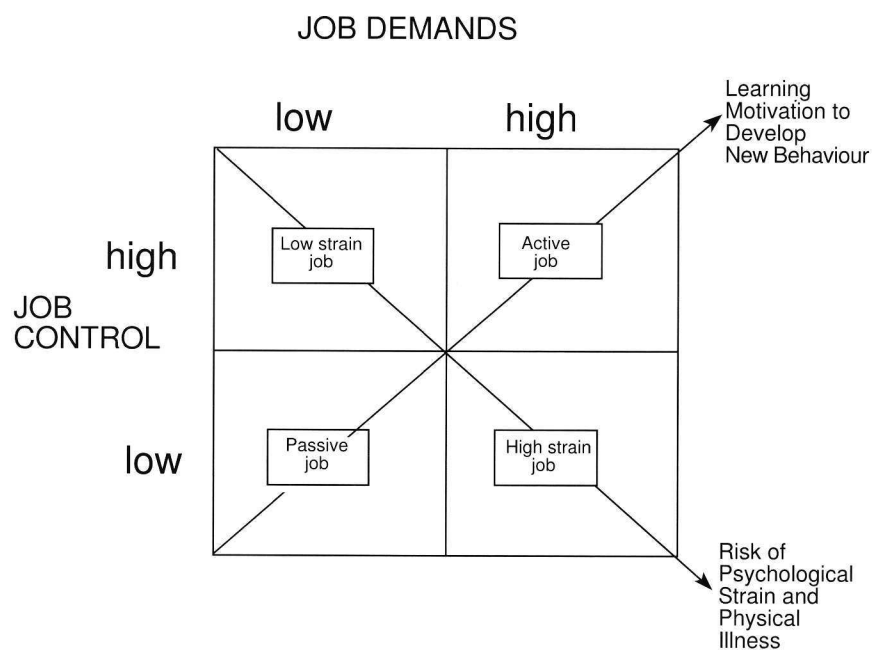 JOB DEMANDS
low
high
Learning
Motivation to
Develop
New Behaviour
high
Low strain
job
Active
job
JOB
CONTROL
low
Passive
job
High strain
job
Risk of
Psychological
Strain and
Physical
Illness